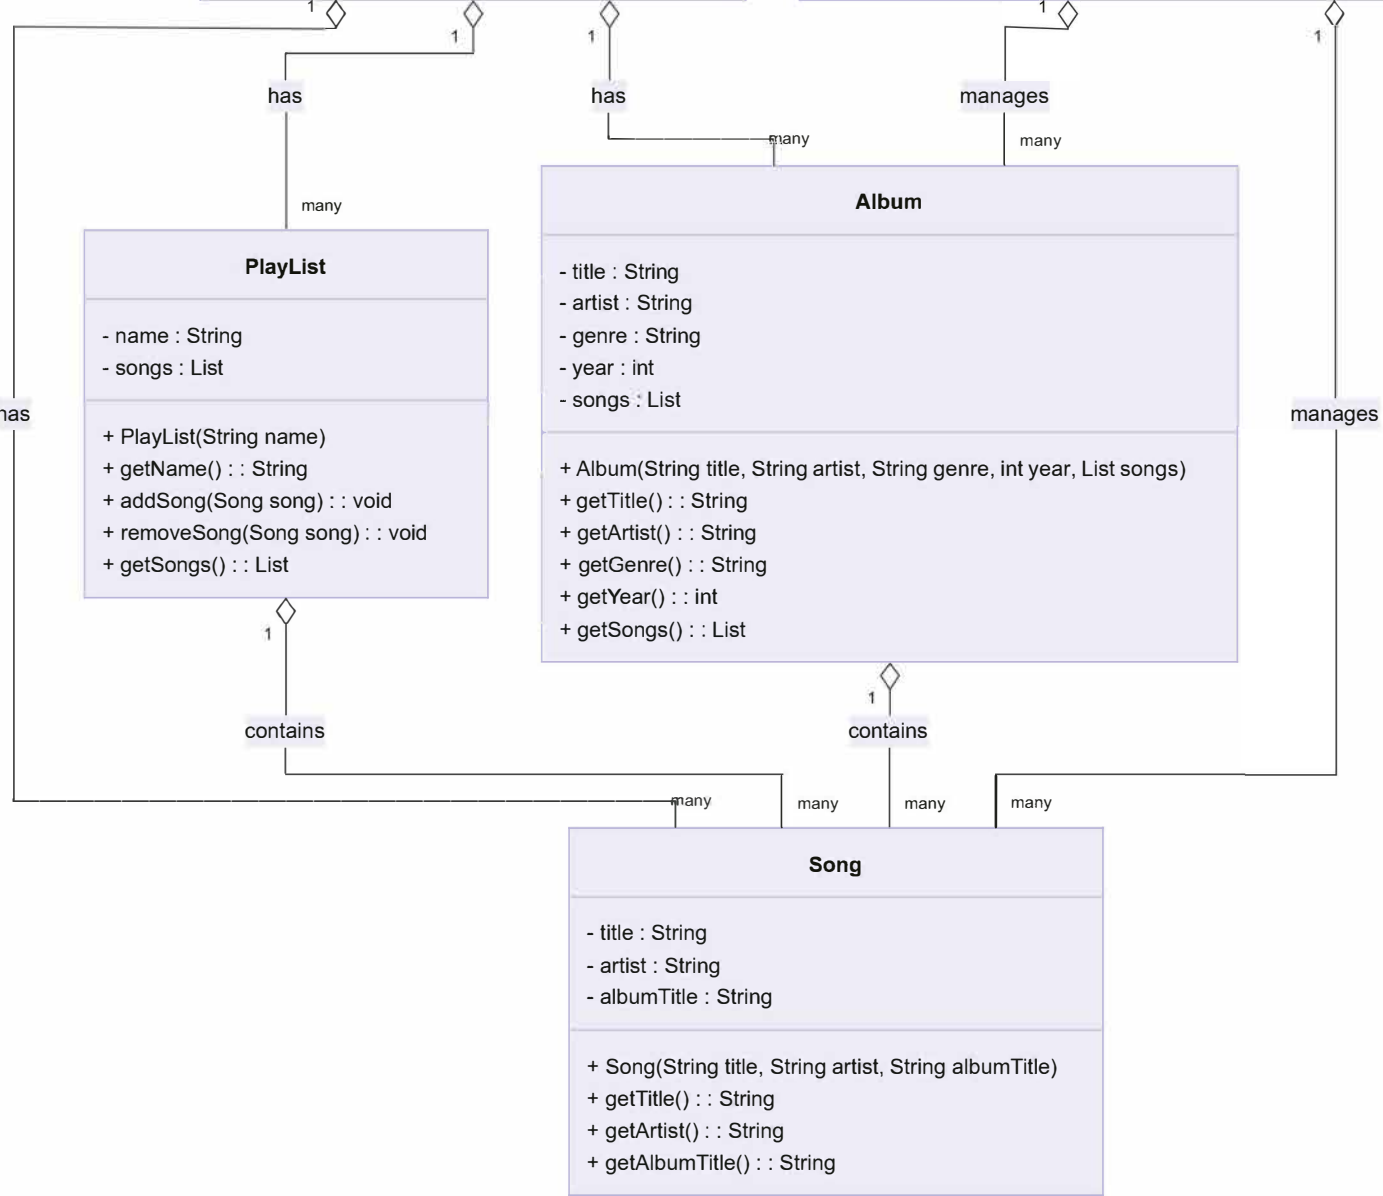 1
1
1
1
1
has
has
manages
many
many
many
Album
PlayList
- title : String
- artist : String
- genre : String
- year : int
- songs : List
- name : String
- songs : List
has
manages
+ PlayList(String name)
+ getName() : : String
+ addSong(Song song) : : void
+ removeSong(Song song) : : void
+ getSongs() : : List
+ Album(String title, String artist, String genre, int year, List songs)
+ getTitle() : : String
+ getArtist() : : String
+ getGenre() : : String
+ getYear() : : int
+ getSongs() : : List
1
1
contains
contains
many
many
many
many
Song
- title : String
- artist : String
- albumTitle : String
+ Song(String title, String artist, String albumTitle)
+ getTitle() : : String
+ getArtist() : : String
+ getAlbumTitle() : : String